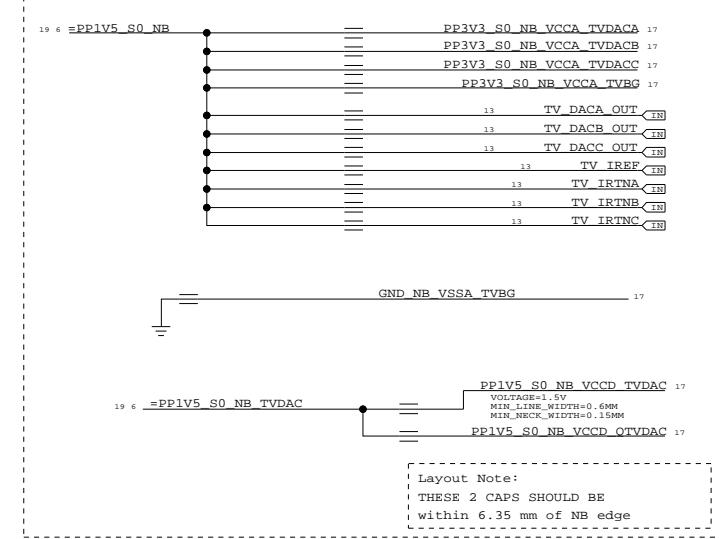 19 6 =PP1V5_S0_NB PP3V3_S0_NB_VCCA_TVDACA 17
PP3V3_S0_NB_VCCA_TVDACB 17
PP3V3_S0_NB_VCCA_TVDACC 17
PP3V3_S0_NB_VCCA_TVBG 17
13 TV_DACA_OUT IN
13 TV_DACB_OUT IN
13 TV_DACC_OUT IN
13 TV_IREF IN
13 TV_IRTNA IN
13 TV_IRTNB IN
13 TV_IRTNC IN
GND_NB_VSSA_TVBG 17
PP1V5_S0_NB_VCCD_TVDAC 17
VOLTAGE=1.5V
MIN_LINE_WIDTH=0.6MM
MIN_NECK_WIDTH=0.15MM
19 6 =PP1V5_S0_NB_TVDAC
PP1V5_S0_NB_VCCD_QTVDAC 17
Layout Note:
THESE 2 CAPS SHOULD BE
within 6.35 mm of NB edge